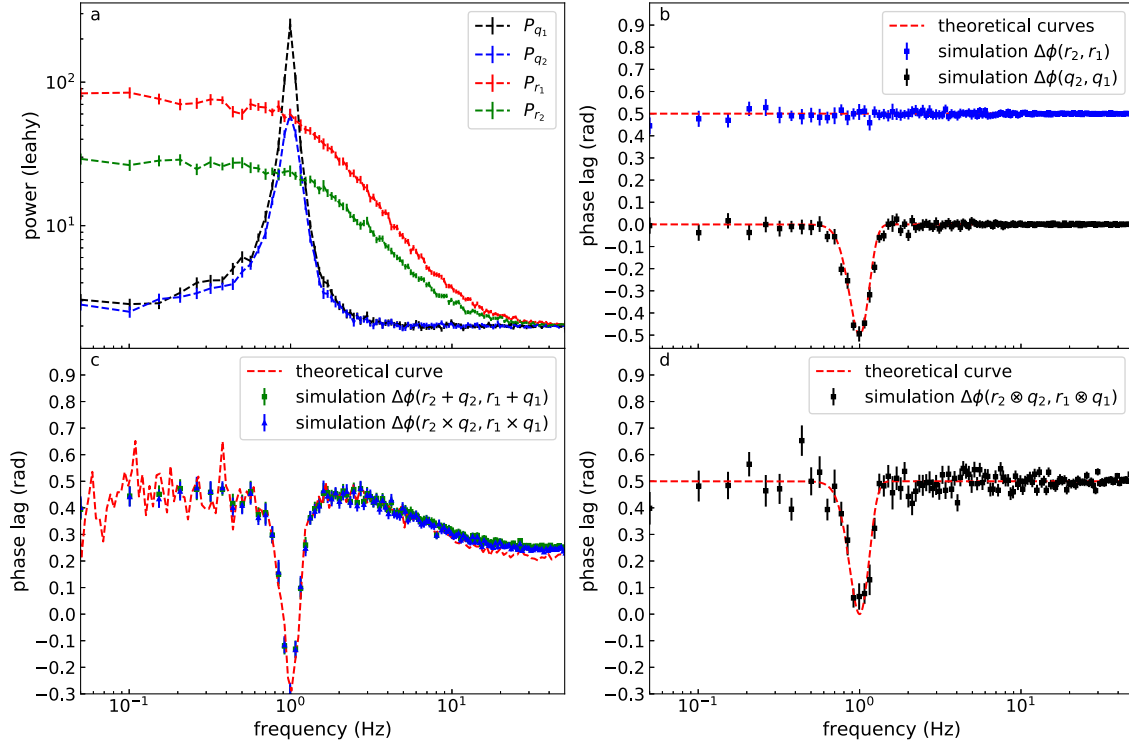 a
P_{q_1}
P_{q_2}
P_{r_1}
P_{r_2}
10^2
10^1
power (leahy)
b
theoretical curves
simulation Δϕ(r_2, r_1)
simulation Δϕ(q_2, q_1)
0.9
0.8
0.7
0.6
0.5
0.4
0.3
0.2
0.1
0.0
−0.1
−0.2
−0.3
−0.4
−0.5
phase lag (rad)
c
theoretical curve
simulation Δϕ(r_2 + q_2, r_1 + q_1)
simulation Δϕ(r_2 × q_2, r_1 × q_1)
0.9
0.8
0.7
0.6
0.5
0.4
0.3
0.2
0.1
0.0
−0.1
−0.2
−0.3
phase lag (rad)
10^{−1}
10^0
10^1
frequency (Hz)
d
theoretical curve
simulation Δϕ(r_2 ⊗ q_2, r_1 ⊗ q_1)
0.9
0.8
0.7
0.6
0.5
0.4
0.3
0.2
0.1
0.0
−0.1
−0.2
−0.3
phase lag (rad)
10^{−1}
10^0
10^1
frequency (Hz)